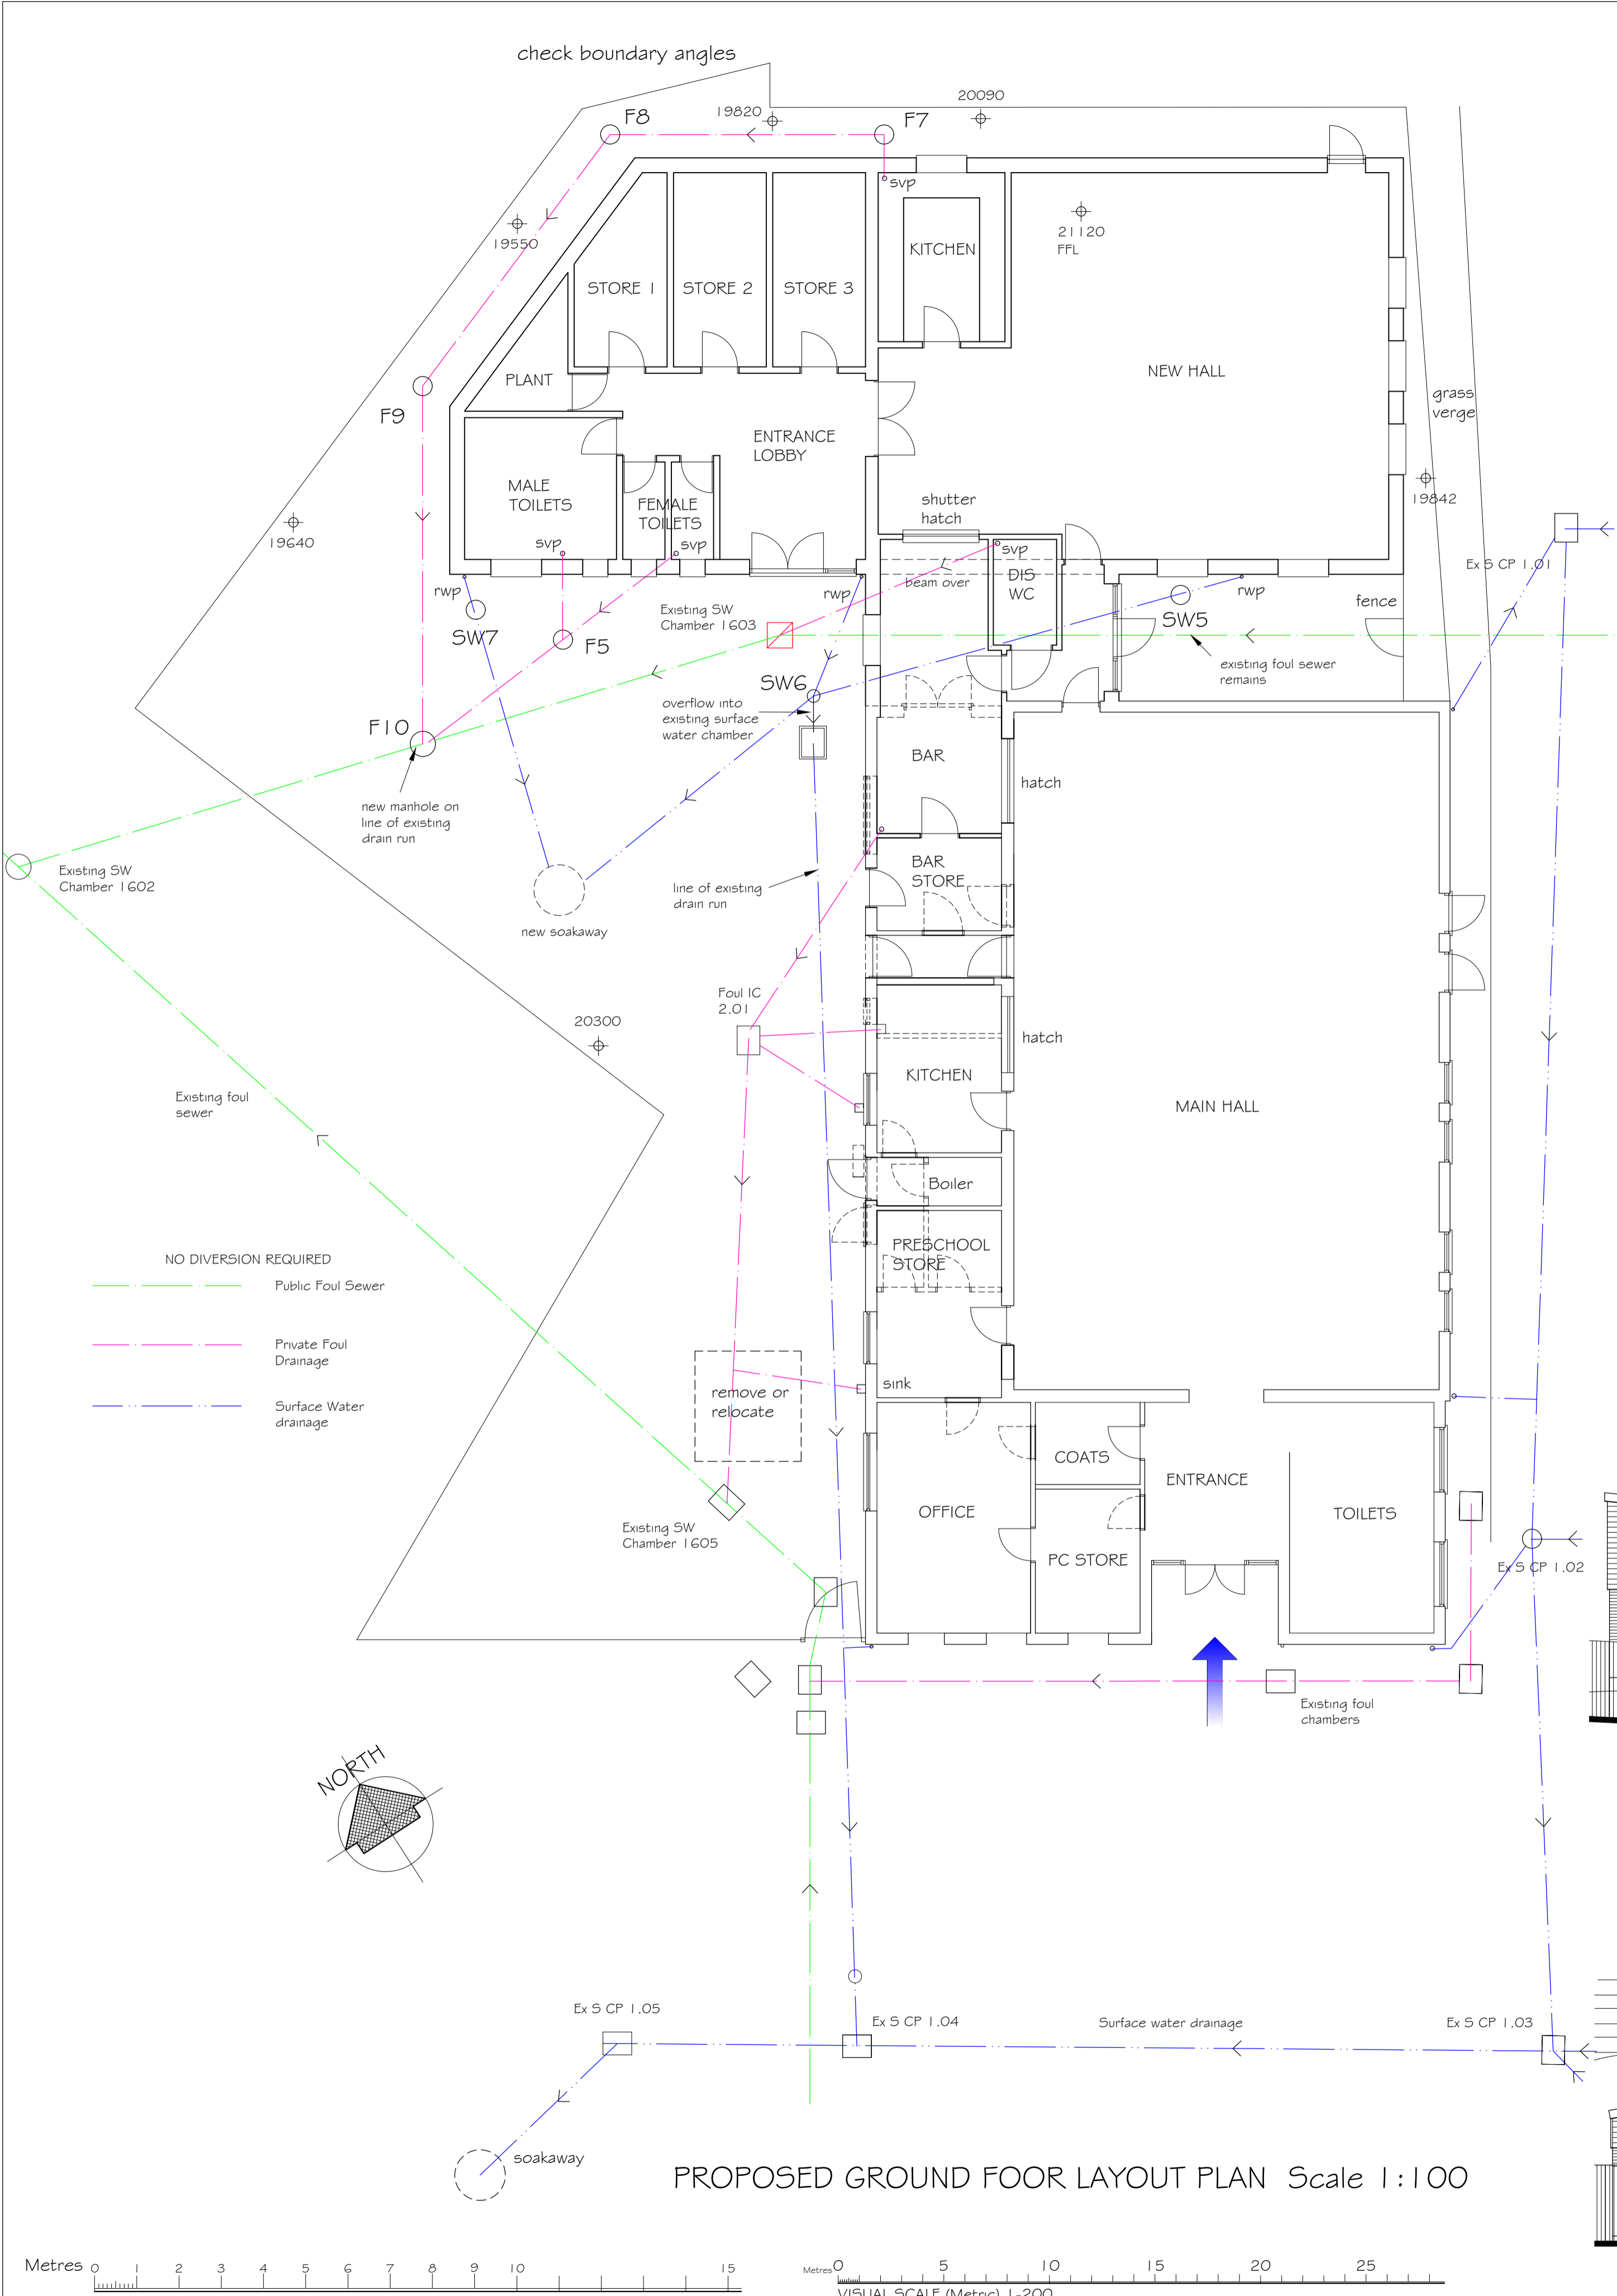 check boundary angles
20090
19820
F8
F7
svp
19550
21120
FFL
KITCHEN
STORE 1
STORE 2
STORE 3
NEW HALL
PLANT
grass
verge
F9
ENTRANCE
LOBBY
MALE
TOILETS
FEMALE
TOILETS
shutter
hatch
19842
19640
svp
svp
svp
Ex S CP 1.01
DIS
WC
beam over
rwp
rwp
rwp
fence
Existing SW
Chamber 1603
SW7
F5
SW5
existing foul sewer
remains
SW6
overflow into
existing surface
water chamber
F10
BAR
hatch
new manhole on
line of existing
drain run
Existing SW
Chamber 1602
BAR
STORE
line of existing
drain run
new soakaway
Foul IC
2.01
20300
hatch
KITCHEN
MAIN HALL
Existing foul
sewer
Boiler
PRESCHOOL
STORE
NO DIVERSION REQUIRED
Public Foul Sewer
Private Foul
Drainage
Surface Water
drainage
sink
remove or
relocate
COATS
ENTRANCE
OFFICE
TOILETS
Existing SW
Chamber 1605
PC STORE
Ex S CP 1.02
Existing foul
chambers
NORTH
Ex S CP 1.05
Ex S CP 1.04
Surface water drainage
Ex S CP 1.03
soakaway
PROPOSED GROUND FOOR LAYOUT PLAN Scale 1:100
Metres 0 1 2 3 4 5 6 7 8 9 10 15
Metres 0 5 10 15 20 25
VISUAL SCALE (Metric) 1-200